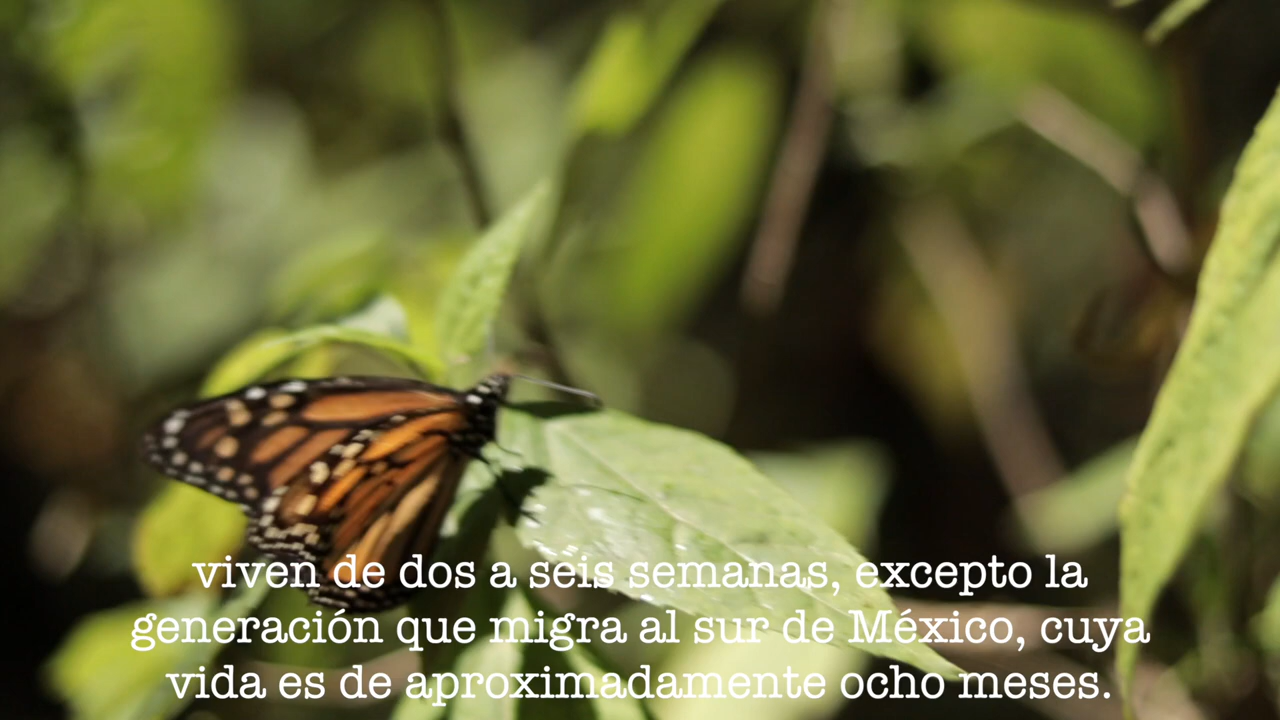 viven de dos a seis semanas, excepto la
generación que migra al sur de México, cuya
vida es de aproximadamente ocho meses.